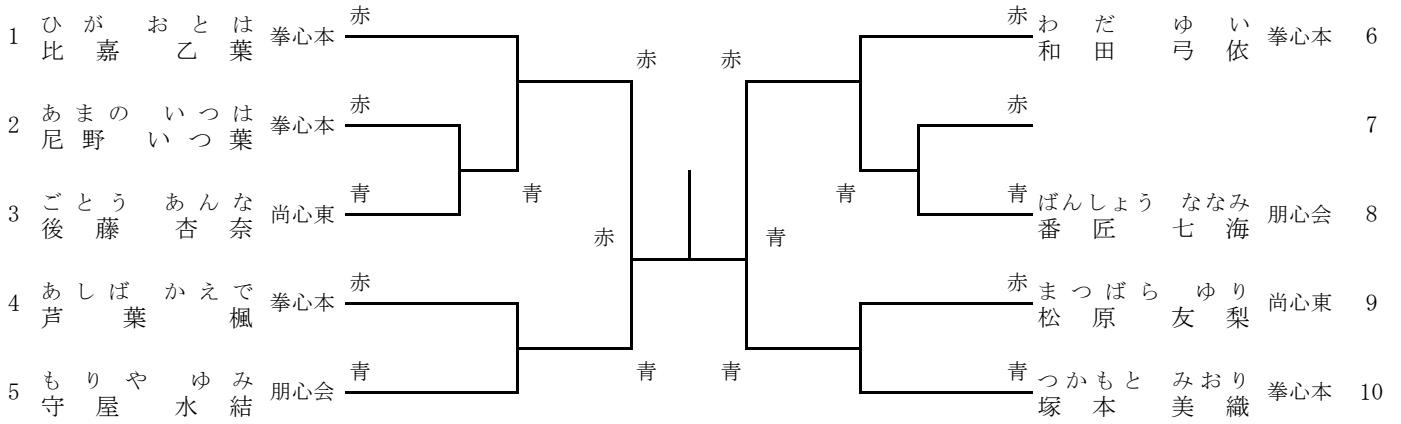 赤 赤
ひが おとは わだ ゆい
1 比嘉 乙葉 拳心本 和田 弓依 拳心本 6
赤 赤
赤 赤
あまの いつは
2 尼野 いつ葉 拳心本 7
青 青 青 青
ごとう あんな ばんしょう ななみ
3 後藤 杏奈 尚心東 番匠 七海 朋心会 8
赤 青
赤 赤
あしば かえで まつばら ゆり
4 芦葉 楓 拳心本 松原 友梨 尚心東 9
青 青 青 青
もりや ゆみ つかもと みおり
5 守屋 水結 朋心会 塚本 美織 拳心本 10